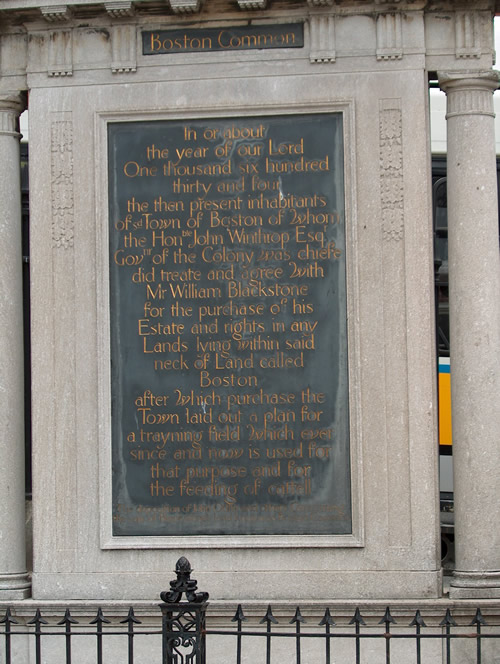 Boston Common
In or about
the year of our Lord
One thousand six hundred
thirty and four
the then present inhabitants
of sd Town of Boston of Whom
the Honble John Winthrop Esqr
Govnr of the Colony was chiefe
did treate and agree With
Mr William Blackstone
for the purchase of his
Estate and rights in any
Lands lying within said
neck of Land called
Boston
after Which purchase the
Town laid out a plan for
a trayning field Which ever
since and now is used for
that purpose and for
the feeding of cattell